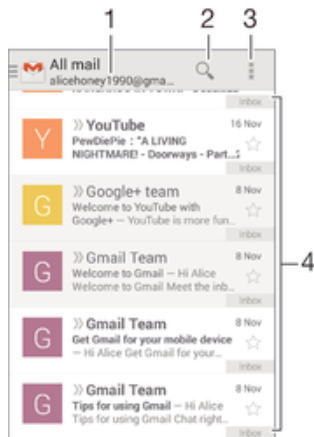 1
2
3
All mail
alicehoney1990@gma...
Inbox
Y
YouTube
16 Nov
PewDiePie : "A LIVING
NIGHTMARE! - Doorways - Part...
Inbox
G
Google+ team
8 Nov
Welcome to YouTube with
Google+ – YouTube is more fun...
Inbox
G
Gmail Team
8 Nov
Welcome to Gmail – Hi Alice
Welcome to Gmail Meet the inb...
Inbox
4
G
Gmail Team
8 Nov
Get Gmail for your mobile device
– Hi Alice Get Gmail for your...
Inbox
G
Gmail Team
8 Nov
Tips for using Gmail – Hi Alice
Tips for using Gmail Chat right...
Inbox